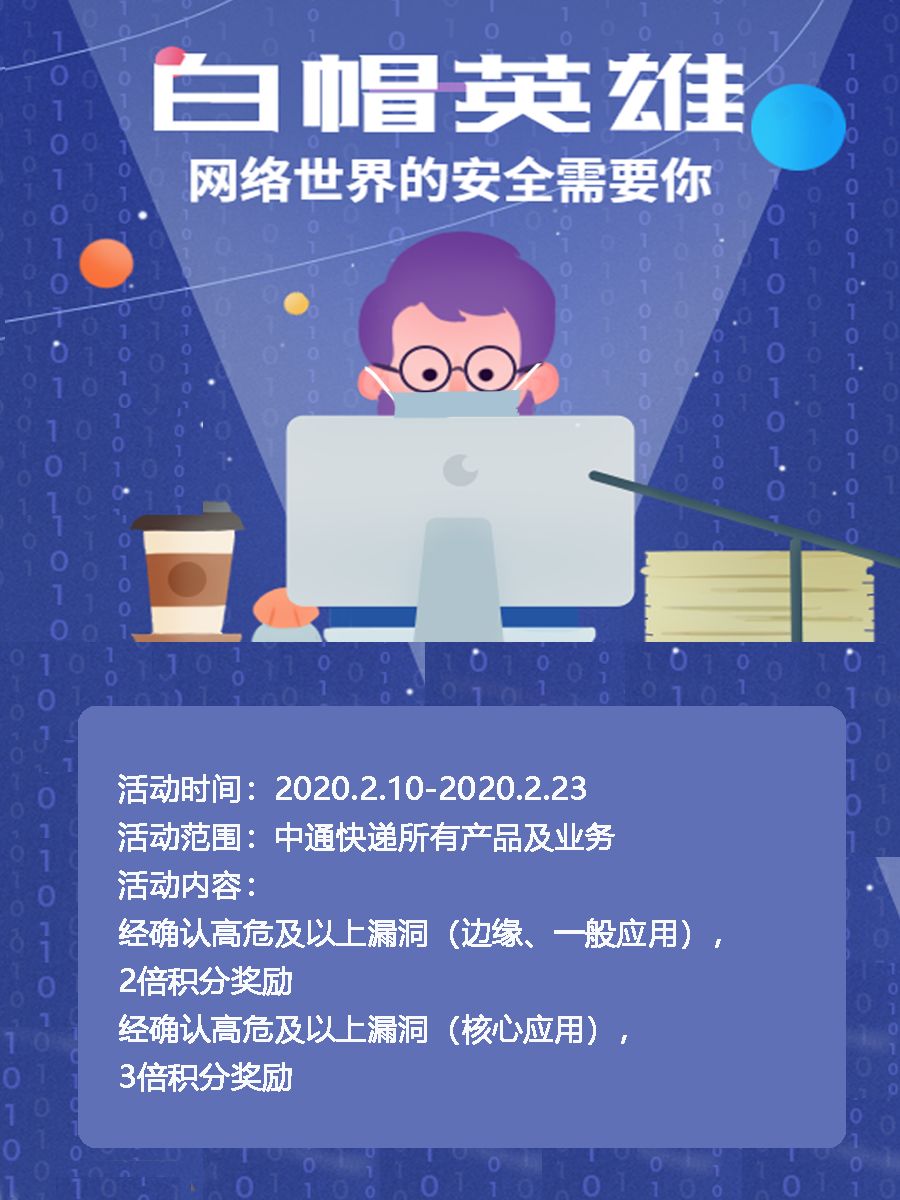 白帽英雄
网络世界的安全需要你
活动时间：2020.2.10-2020.2.23
活动范围：中通快递所有产品及业务
活动内容：
经确认高危及以上漏洞（边缘、一般应用），
2倍积分奖励
经确认高危及以上漏洞（核心应用），
3倍积分奖励